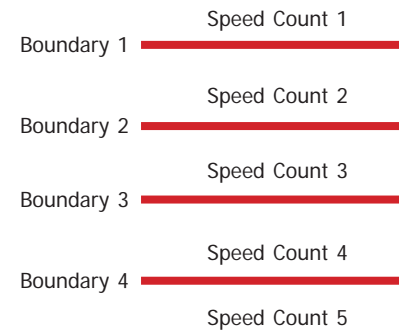 Speed Count 1
Boundary 1
Speed Count 2
Boundary 2
Speed Count 3
Boundary 3
Speed Count 4
Boundary 4
Speed Count 5